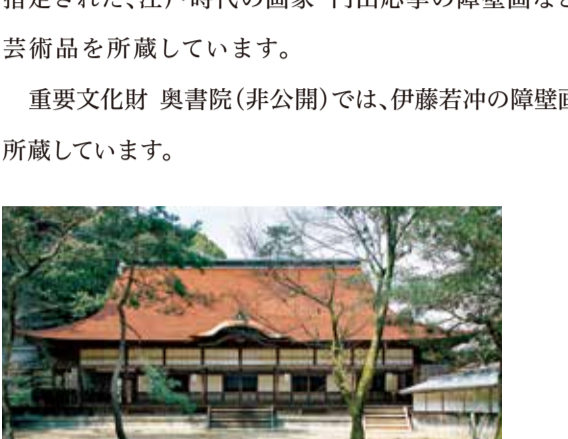 指定された、江戸時代の画家 円山応挙の障壁画など
芸術品を所蔵しています。
重要文化財 奥書院(非公開)では、伊藤若冲の障壁画
所蔵しています。